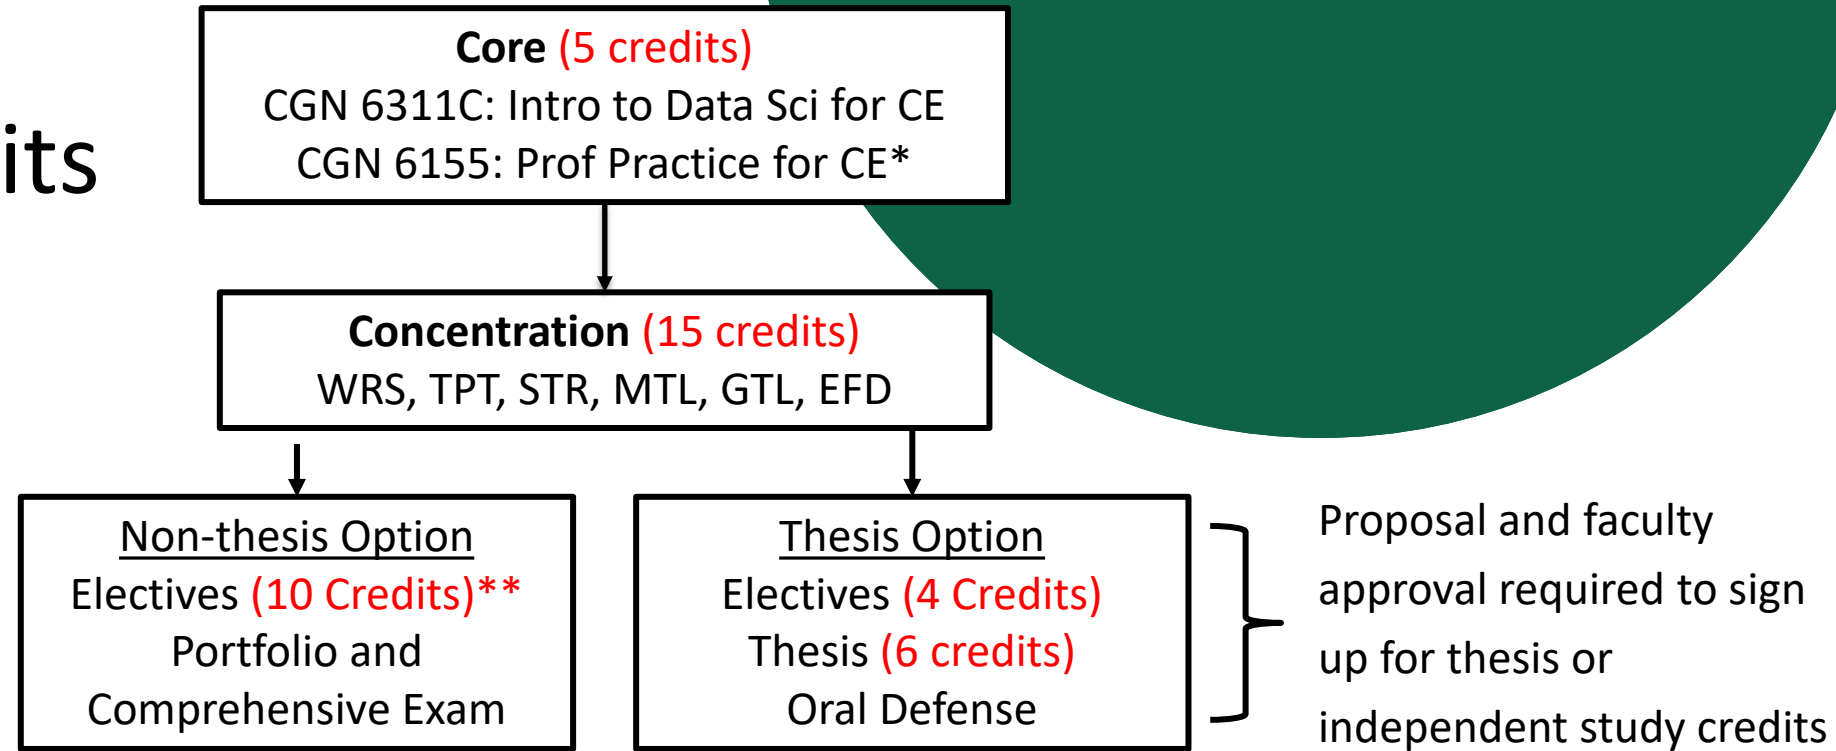 Core (5 credits)
CGN 6311C: Intro to Data Sci for CE
CGN 6155: Prof Practice for CE*
its
Concentration (15 credits)
WRS, TPT, STR, MTL, GTL, EFD
Non-thesis Option
Electives (10 Credits)**
Portfolio and
Comprehensive Exam
Thesis Option
Electives (4 Credits)
Thesis (6 credits)
Oral Defense
Proposal and faculty
approval required to sign
up for thesis or
independent study credits